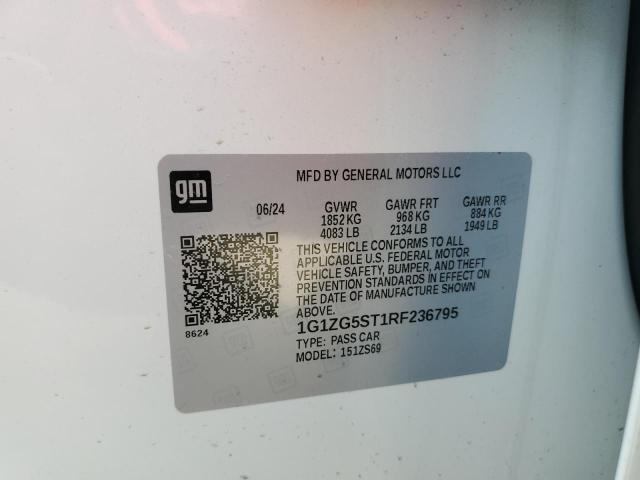 gm
MFD BY GENERAL MOTORS LLC
06/24 GVWR GAWR FRT GAWR RR
1852 KG 968 KG 884 KG
4083 LB 2134 LB 1949 LB
THIS VEHICLE CONFORMS TO ALL
APPLICABLE U.S. FEDERAL MOTOR
VEHICLE SAFETY, BUMPER, AND THEFT
PREVENTION STANDARDS IN EFFECT ON
THE DATE OF MANUFACTURE SHOWN
ABOVE.
8624
1G1ZG5ST1RF236795
TYPE: PASS CAR
MODEL: 151ZS69